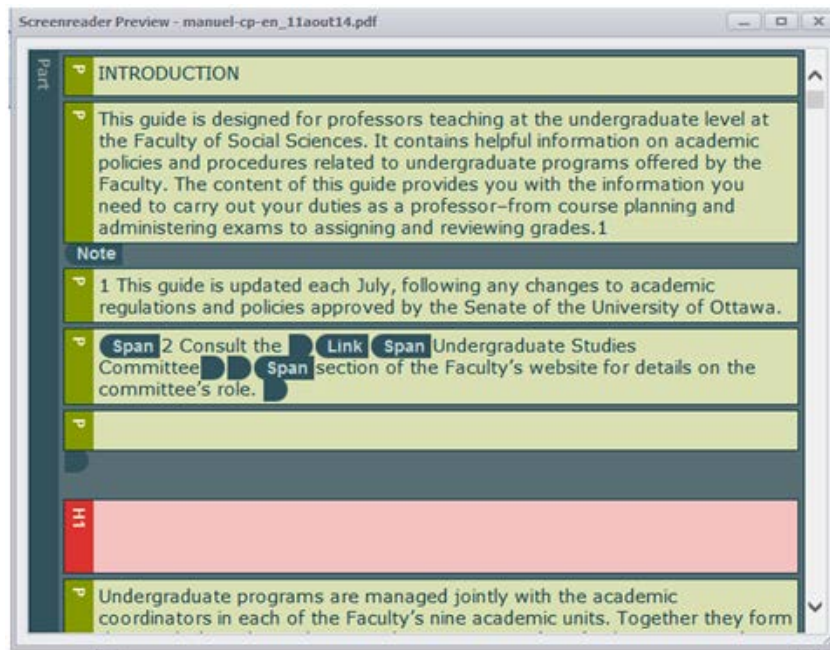 Screenreader Preview - manuel-cp-en_11aout14.pdf
Part
P INTRODUCTION
P This guide is designed for professors teaching at the undergraduate level at
the Faculty of Social Sciences. It contains helpful information on academic
policies and procedures related to undergraduate programs offered by the
Faculty. The content of this guide provides you with the information you
need to carry out your duties as a professor–from course planning and
administering exams to assigning and reviewing grades.1
Note
P 1 This guide is updated each July, following any changes to academic
regulations and policies approved by the Senate of the University of Ottawa.
P Span 2 Consult the Link Span Undergraduate Studies
Committee Span section of the Faculty's website for details on the
committee's role.
P
H1
P Undergraduate programs are managed jointly with the academic
coordinators in each of the Faculty's nine academic units. Together they form